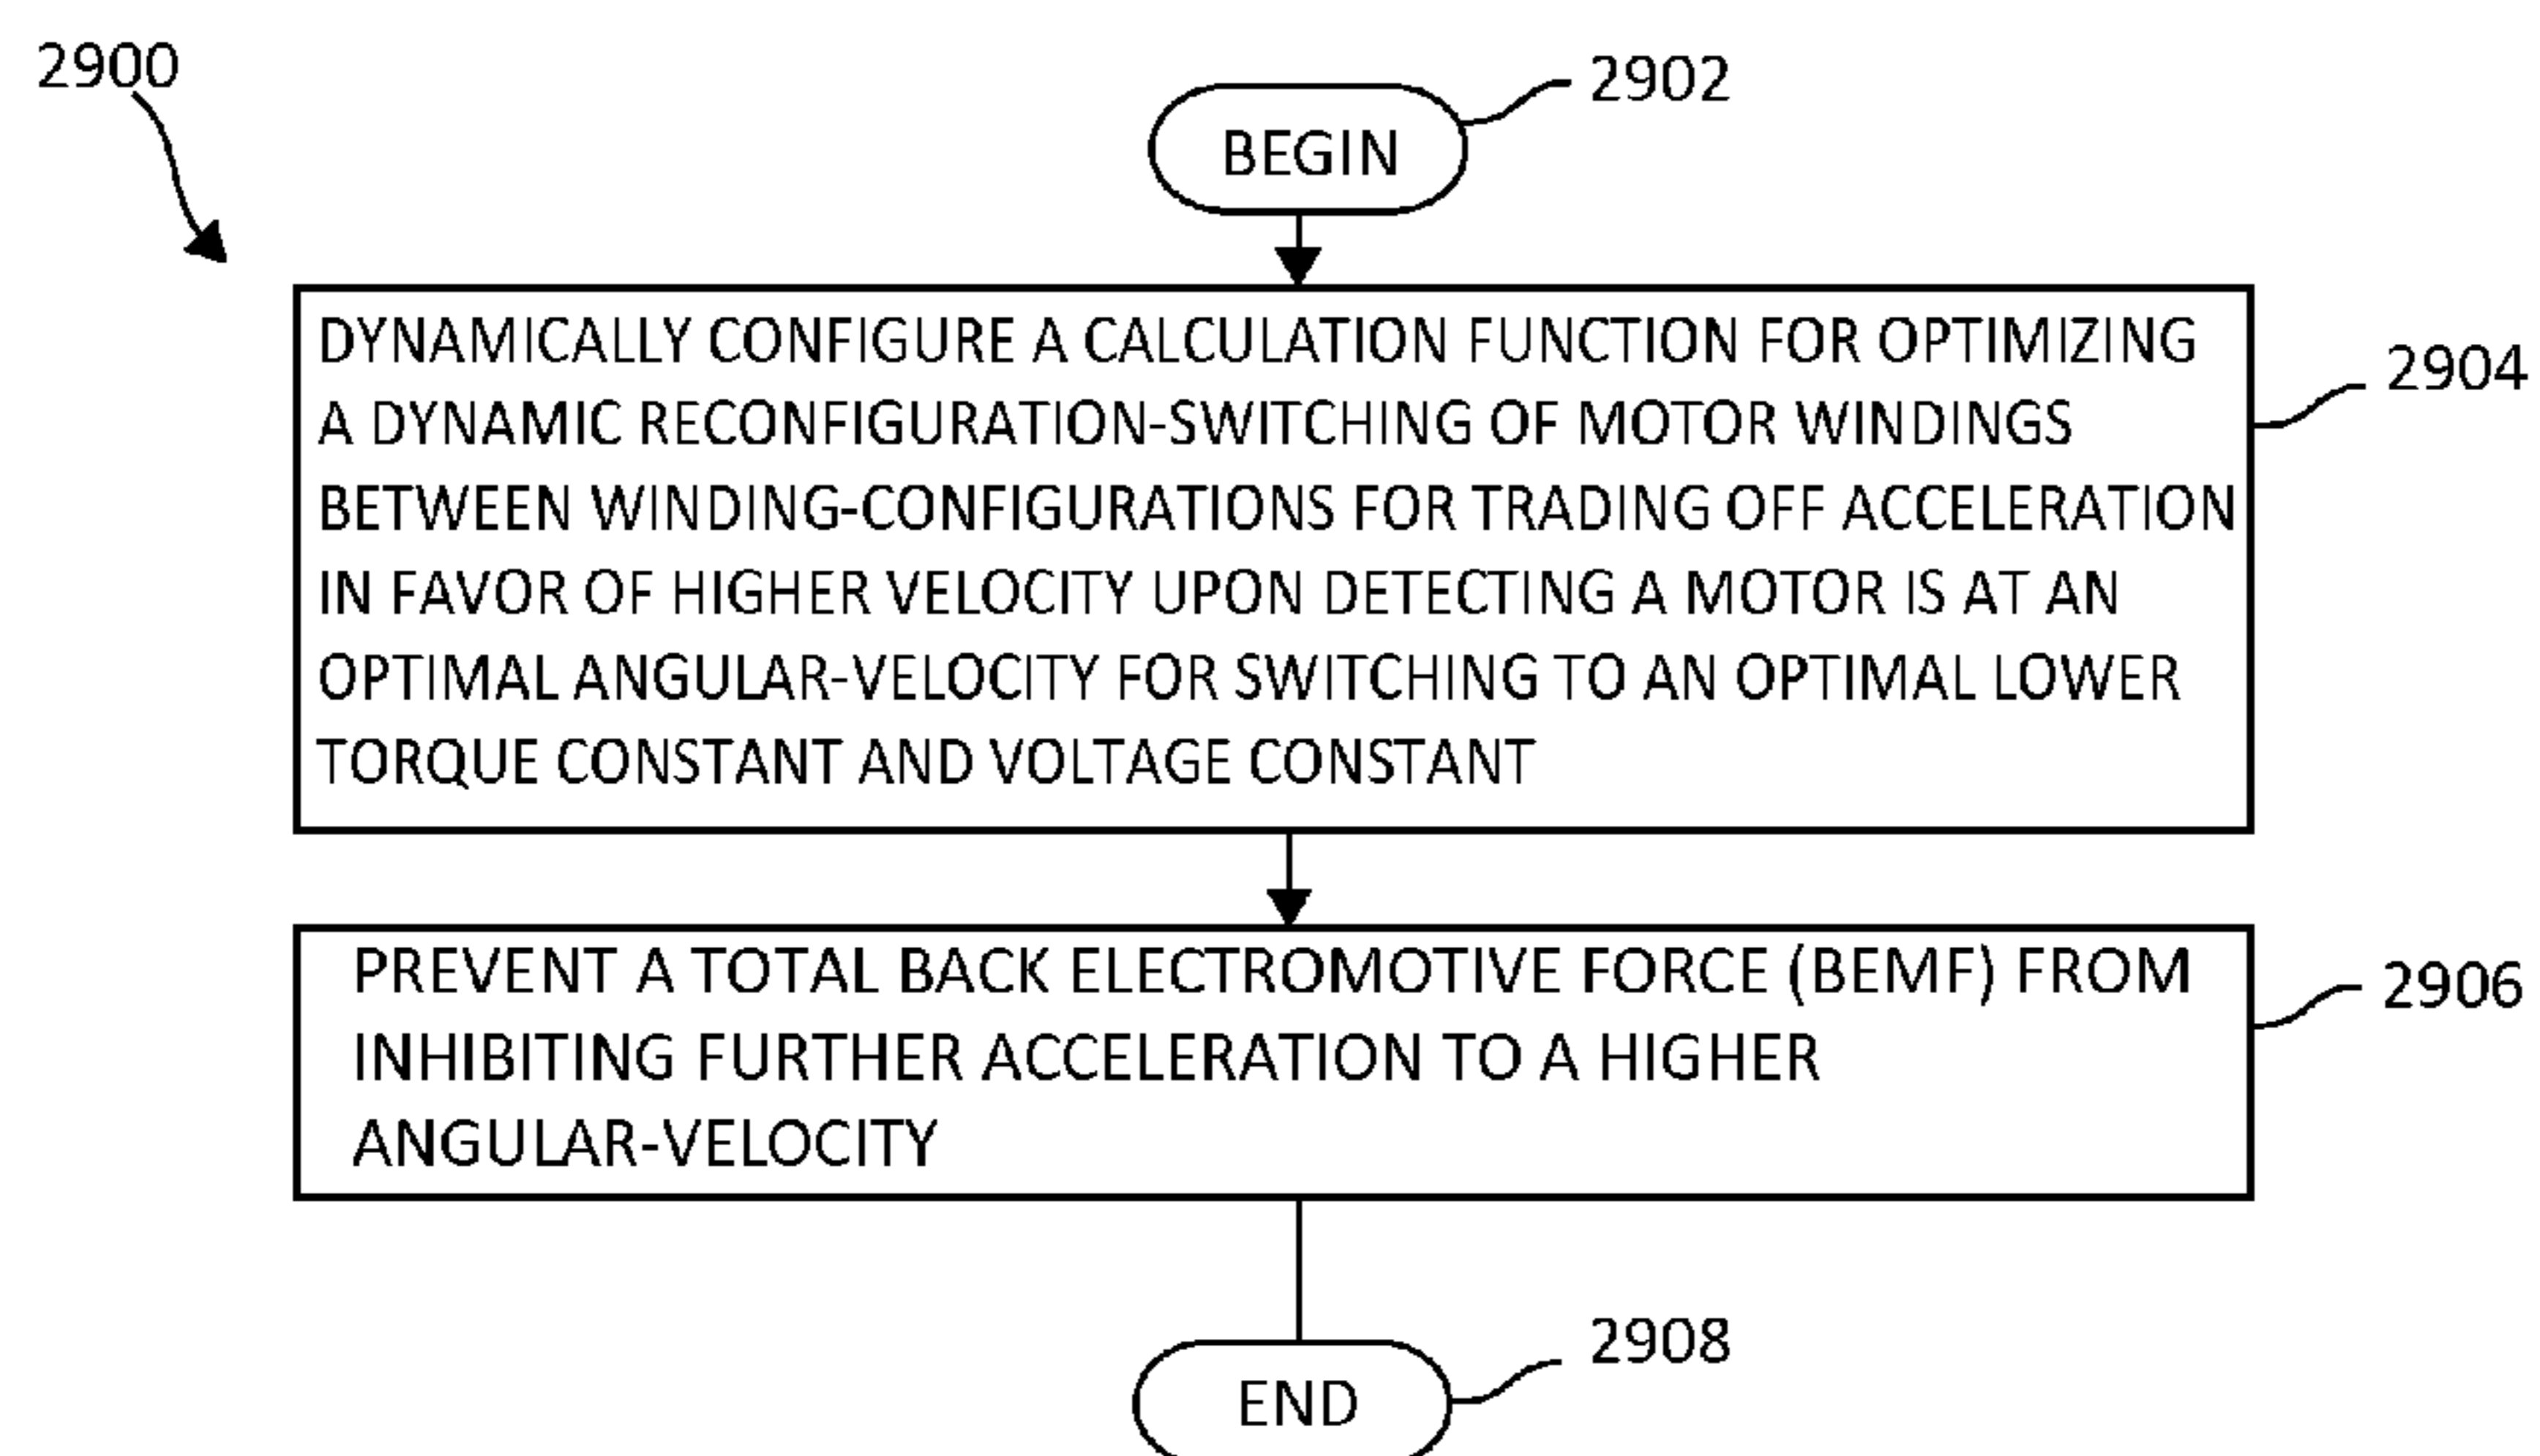 2900
2902
BEGIN
DYNAMICALLY CONFIGURE A CALCULATION FUNCTION FOR OPTIMIZING
A DYNAMIC RECONFIGURATION-SWITCHING OF MOTOR WINDINGS
BETWEEN WINDING-CONFIGURATIONS FOR TRADING OFF ACCELERATION
IN FAVOR OF HIGHER VELOCITY UPON DETECTING A MOTOR IS AT AN
OPTIMAL ANGULAR-VELOCITY FOR SWITCHING TO AN OPTIMAL LOWER
TORQUE CONSTANT AND VOLTAGE CONSTANT
2904
PREVENT A TOTAL BACK ELECTROMOTIVE FORCE (BEMF) FROM
INHIBITING FURTHER ACCELERATION TO A HIGHER
ANGULAR-VELOCITY
2906
2908
END